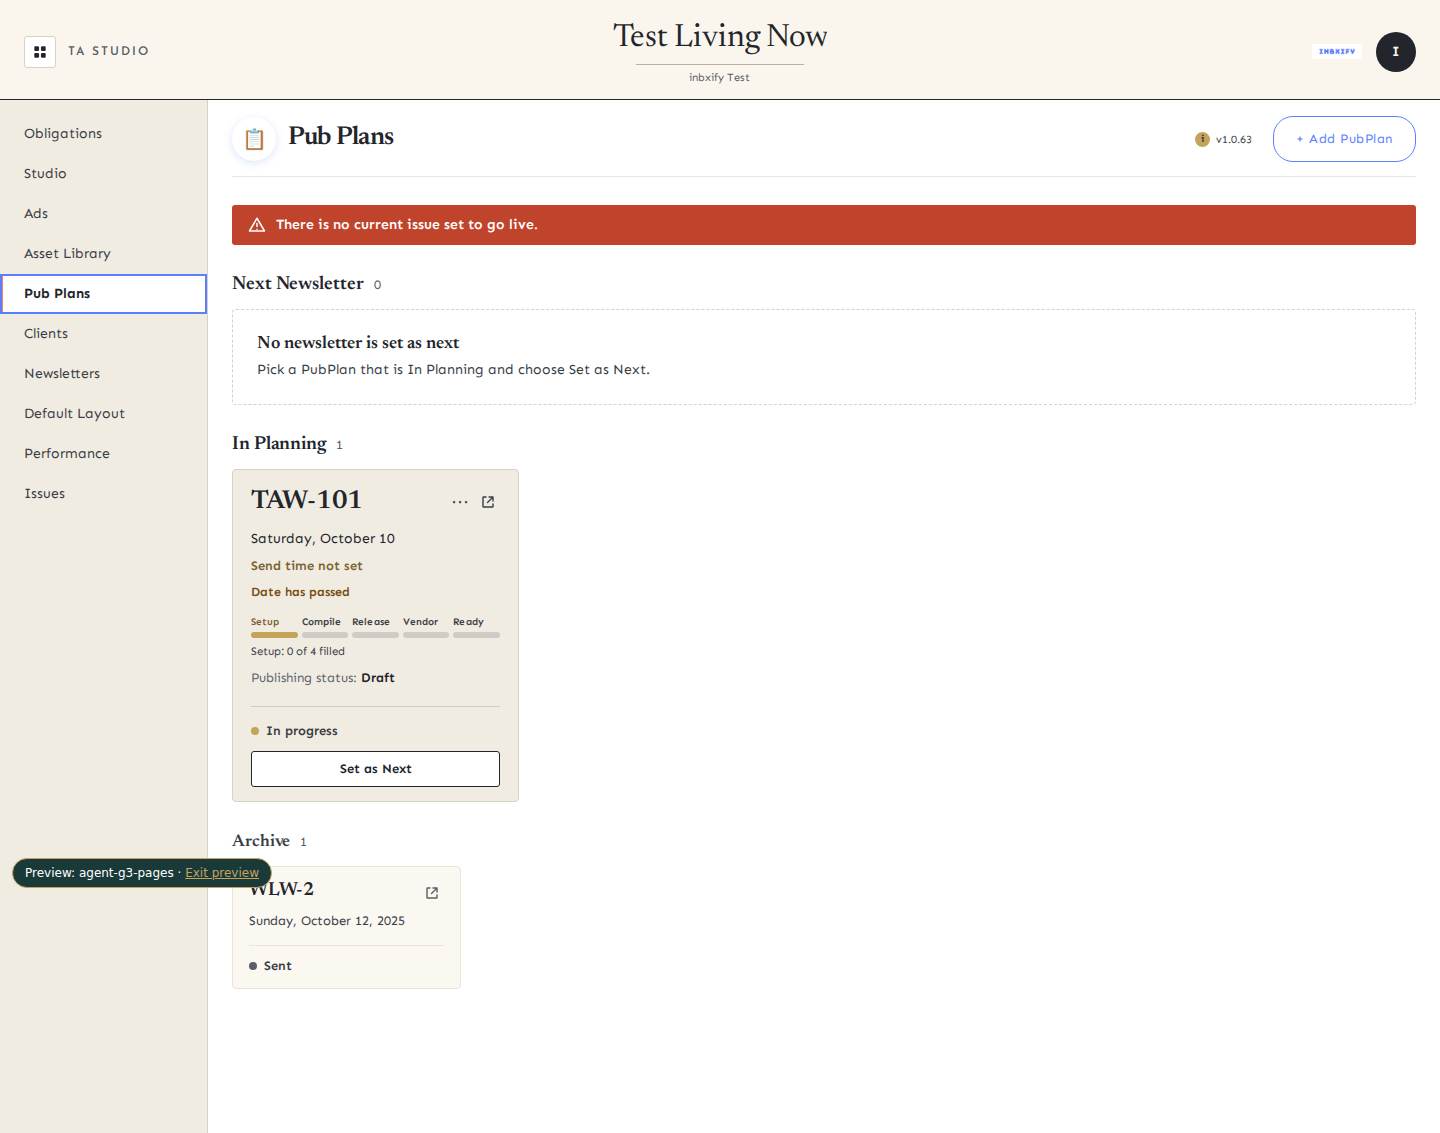 TA STUDIO
Test Living Now
inbxify Test
INBXIFY
I
Obligations
Studio
Ads
Asset Library
Pub Plans
Clients
Newsletters
Default Layout
Performance
Issues
Pub Plans
i v1.0.63
+ Add PubPlan
There is no current issue set to go live.
Next Newsletter 0
No newsletter is set as next
Pick a PubPlan that is In Planning and choose Set as Next.
In Planning 1
TAW-101
Saturday, October 10
Send time not set
Date has passed
Setup Compile Release Vendor Ready
Setup: 0 of 4 filled
Publishing status: Draft
In progress
Set as Next
Archive 1
Preview: agent-g3-pages · Exit preview
WLW-2
Sunday, October 12, 2025
Sent